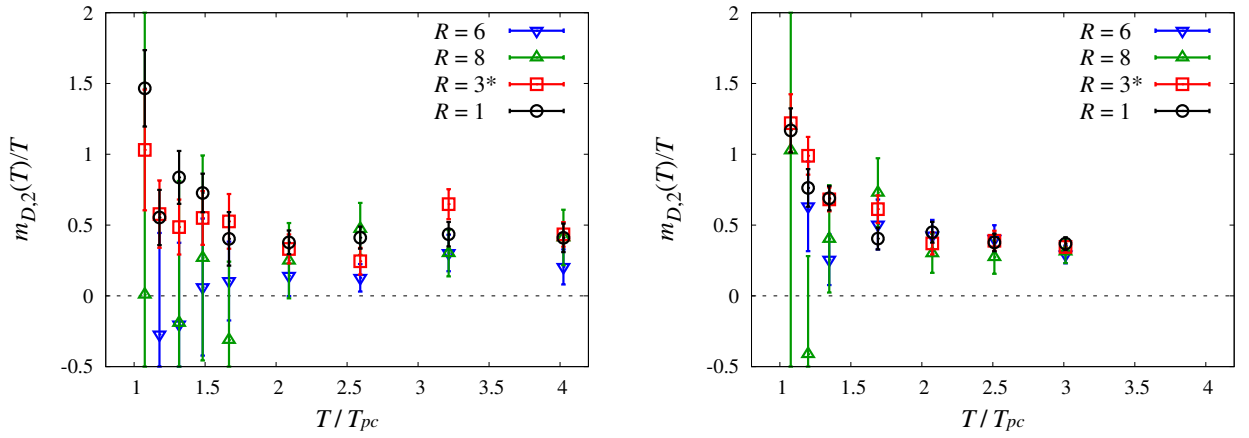 2
1.5
1
0.5
0
-0.5
m_{D,2}(T)/T
R = 6
R = 8
R = 3*
R = 1
1 1.5 2 2.5 3 3.5 4
T / T_{pc}
2
1.5
1
0.5
0
-0.5
m_{D,2}(T)/T
R = 6
R = 8
R = 3*
R = 1
1 1.5 2 2.5 3 3.5 4
T / T_{pc}